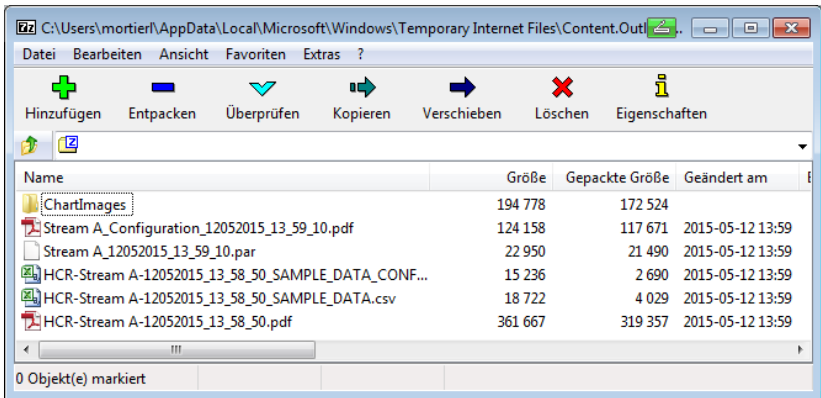 C:\Users\mortierl\AppData\Local\Microsoft\Windows\Temporary Internet Files\Content.Outl...
Datei Bearbeiten Ansicht Favoriten Extras ?
Hinzufügen Entpacken Überprüfen Kopieren Verschieben Löschen Eigenschaften
Name Größe Gepackte Größe Geändert am
ChartImages 194 778 172 524
Stream A_Configuration_12052015_13_59_10.pdf 124 158 117 671 2015-05-12 13:59
Stream A_12052015_13_59_10.par 22 950 21 490 2015-05-12 13:59
HCR-Stream A-12052015_13_58_50_SAMPLE_DATA_CONF... 15 236 2 690 2015-05-12 13:59
HCR-Stream A-12052015_13_58_50_SAMPLE_DATA.csv 18 722 4 029 2015-05-12 13:59
HCR-Stream A-12052015_13_58_50.pdf 361 667 319 357 2015-05-12 13:59
0 Objekt(e) markiert